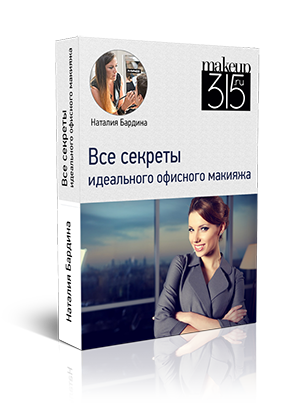 makeup
315.ru
Наталия Бардина
Все секреты
идеального офисного макияжа
Все секреты
идеального офисного макияжа
Наталия Бардина